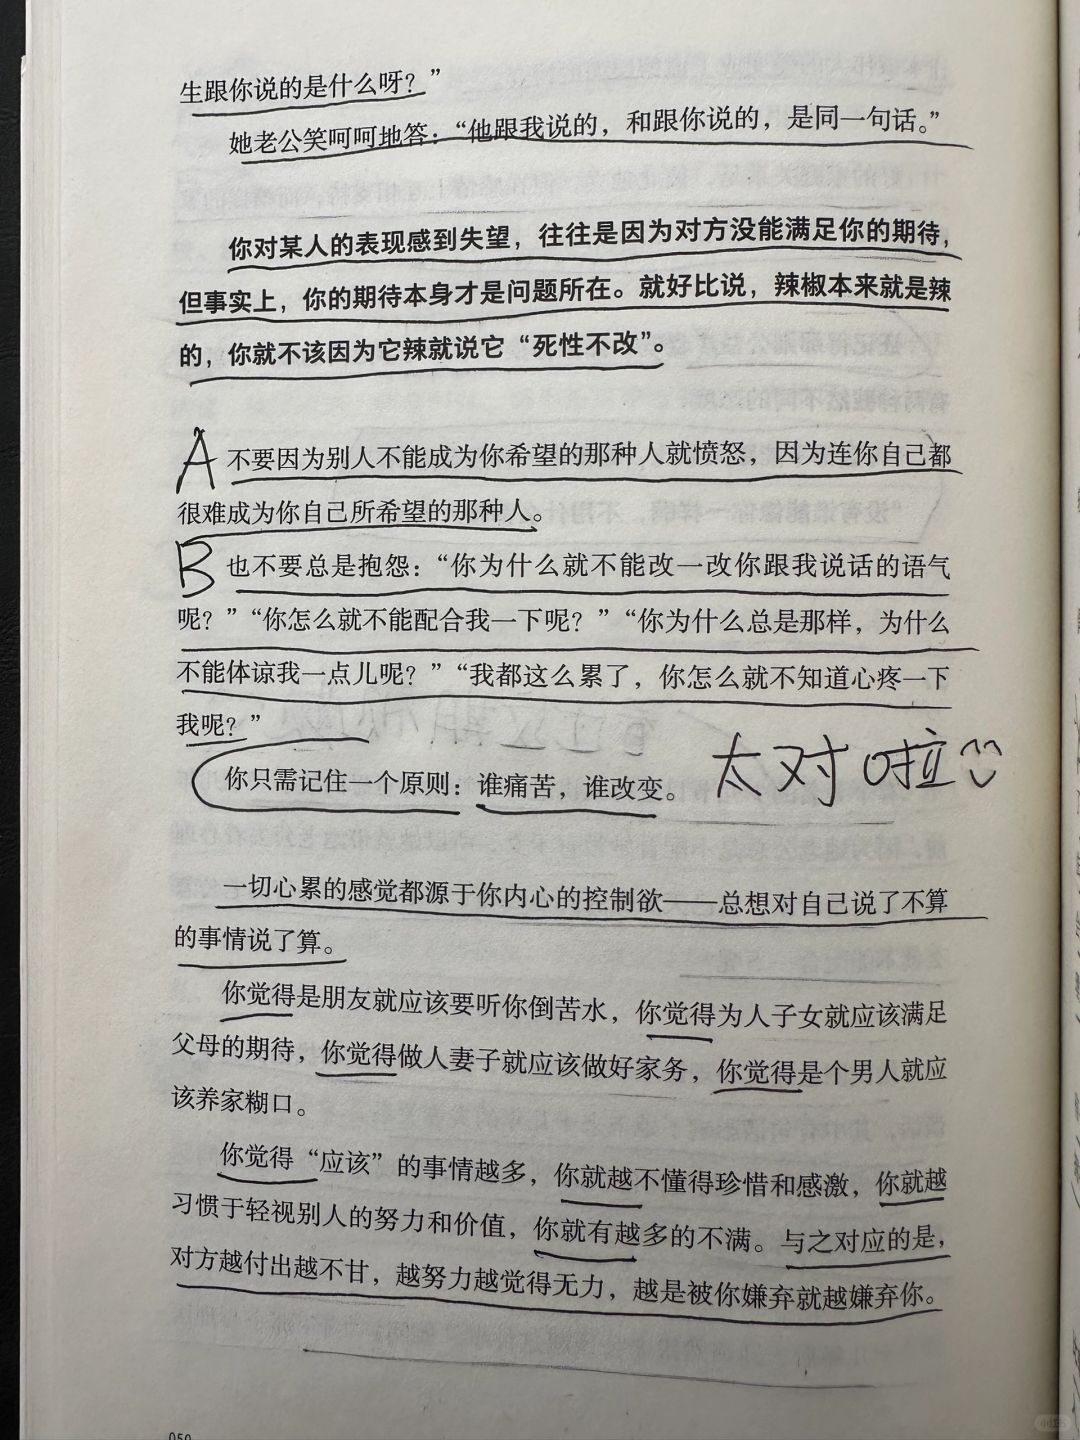 生跟你说的是什么呀？”
她老公笑呵呵地答：“他跟我说的，和跟你说的，是同一句话。”
你对某人的表现感到失望，往往是因为对方没能满足你的期待，
但事实上，你的期待本身才是问题所在。就好比说，辣椒本来就是辣
的，你就不该因为它辣就说它“死性不改”。
A 不要因为别人不能成为你希望的那种人就愤怒，因为连你自己都
很难成为你自己所希望的那种人。
B 也不要总是抱怨：“你为什么就不能改一改你跟我说话的语气
呢？”“你怎么就不能配合我一下呢？”“你为什么总是那样，为什么
不能体谅我一点儿呢？”“我都这么累了，你怎么就不知道心疼一下
我呢？”
你只需记住一个原则：谁痛苦，谁改变。 太对啦
一切心累的感觉都源于你内心的控制欲——总想对自己说了不算
的事情说了算。
你觉得是朋友就应该要听你倒苦水，你觉得为人子女就应该满足
父母的期待，你觉得做人妻子就应该做好家务，你觉得是个男人就应
该养家糊口。
你觉得“应该”的事情越多，你就越不懂得珍惜和感激，你就越
习惯于轻视别人的努力和价值，你就有越多的不满。与之对应的是，
对方越付出越不甘，越努力越觉得无力，越是被你嫌弃就越嫌弃你。